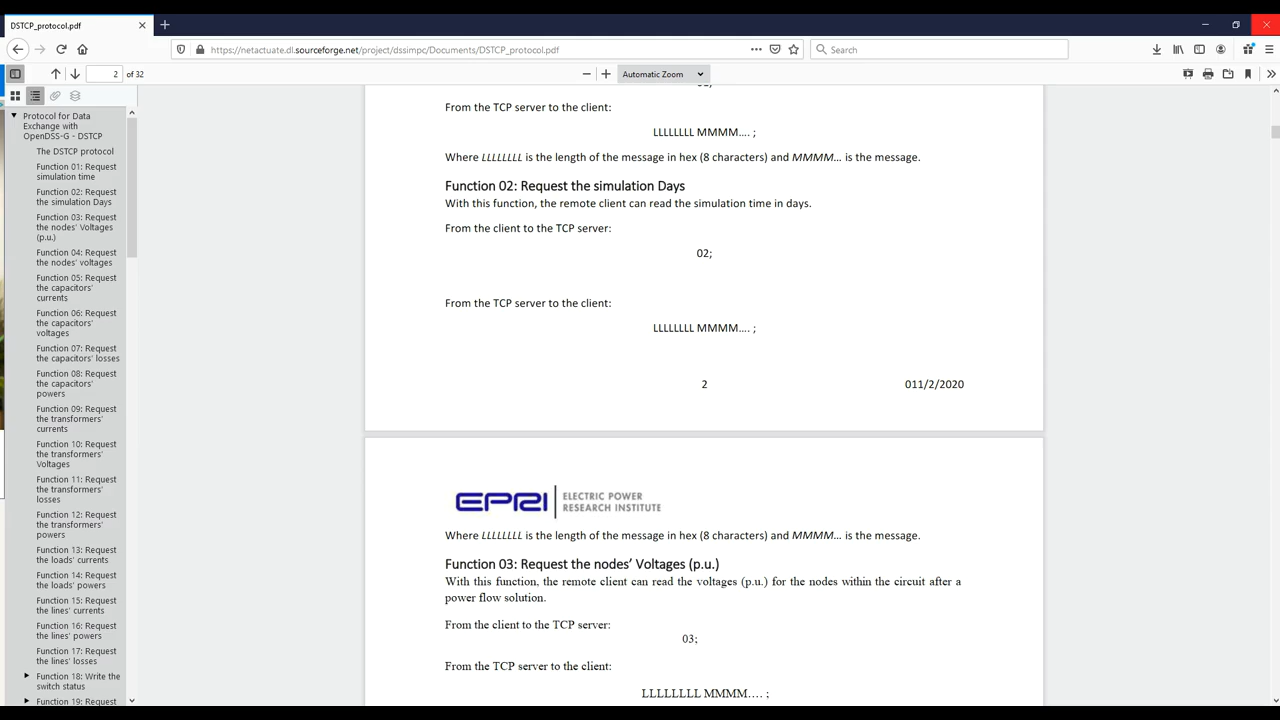 DSTCP_protocol.pdf
https://netactuate.dl.sourceforge.net/project/dssimpc/Documents/DSTCP_protocol.pdf
Search
2 of 32
Automatic Zoom
Protocol for Data
Exchange with
OpenDSS-G - DSTCP
The DSTCP protocol
Function 01: Request
simulation time
Function 02: Request
the simulation Days
Function 03: Request
the nodes' Voltages
(p.u.)
Function 04: Request
the nodes' voltages
Function 05: Request
the capacitors'
currents
Function 06: Request
the capacitors'
voltages
Function 07: Request
the capacitors' losses
Function 08: Request
the capacitors'
powers
Function 09: Request
the transformers'
currents
Function 10: Request
the transformers'
Voltages
Function 11: Request
the transformers'
losses
Function 12: Request
the transformers'
powers
Function 13: Request
the loads' currents
Function 14: Request
the loads' powers
Function 15: Request
the lines' currents
Function 16: Request
the lines' powers
Function 17: Request
the lines' losses
Function 18: Write the
switch status
Function 19: Request
From the TCP server to the client:
LLLLLLLL MMMM.... ;
Where LLLLLLLL is the length of the message in hex (8 characters) and MMMM... is the message.
Function 02: Request the simulation Days
With this function, the remote client can read the simulation time in days.
From the client to the TCP server:
02;
From the TCP server to the client:
LLLLLLLL MMMM.... ;
2
011/2/2020
EPRI
ELECTRIC POWER
RESEARCH INSTITUTE
Where LLLLLLLL is the length of the message in hex (8 characters) and MMMM... is the message.
Function 03: Request the nodes' Voltages (p.u.)
With this function, the remote client can read the voltages (p.u.) for the nodes within the circuit after a
power flow solution.
From the client to the TCP server:
03;
From the TCP server to the client:
LLLLLLLL MMMM.... ;